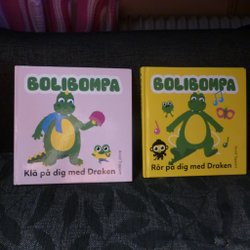 BOLIBOMPA
Klä på dig med Draken
BOLIBOMPA
Rör på dig med Draken